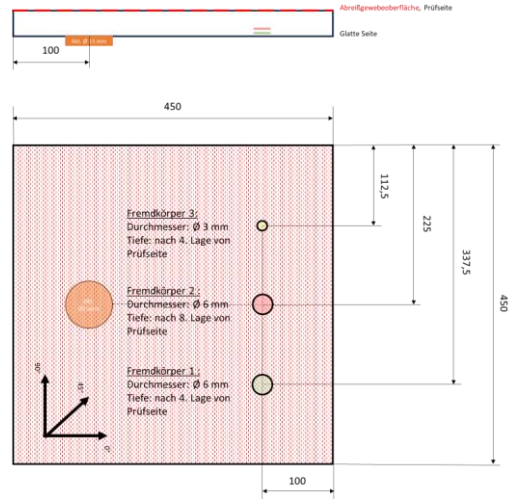 Abreißgewebeoberfläche, Prüfseite
Glatte Seite
100
450
112,5
225
337,5
450
Fremdkörper 3:
Durchmesser: Ø 3 mm
Tiefe: nach 4. Lage von
Prüfseite
Fremdkörper 2 :
Durchmesser: Ø 6 mm
Tiefe: nach 8. Lage von
Prüfseite
Fremdkörper 1 :
Durchmesser: Ø 6 mm
Tiefe: nach 4. Lage von
Prüfseite
90°
45°
0°
100